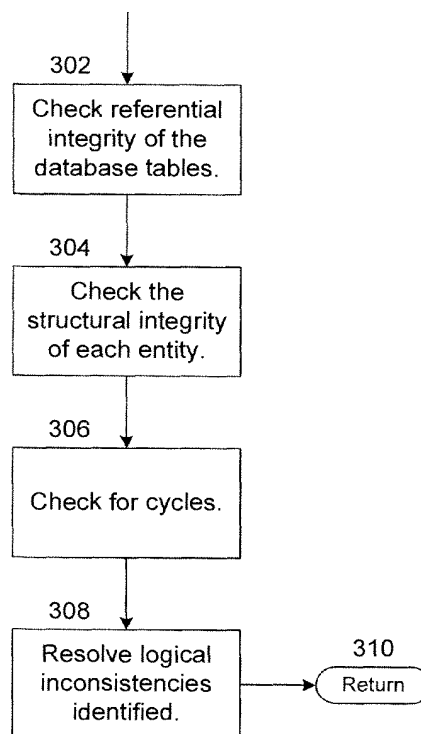 302
Check referential
integrity of the
database tables.
304
Check the
structural integrity
of each entity.
306
Check for cycles.
308
Resolve logical
inconsistencies
identified.
310
Return